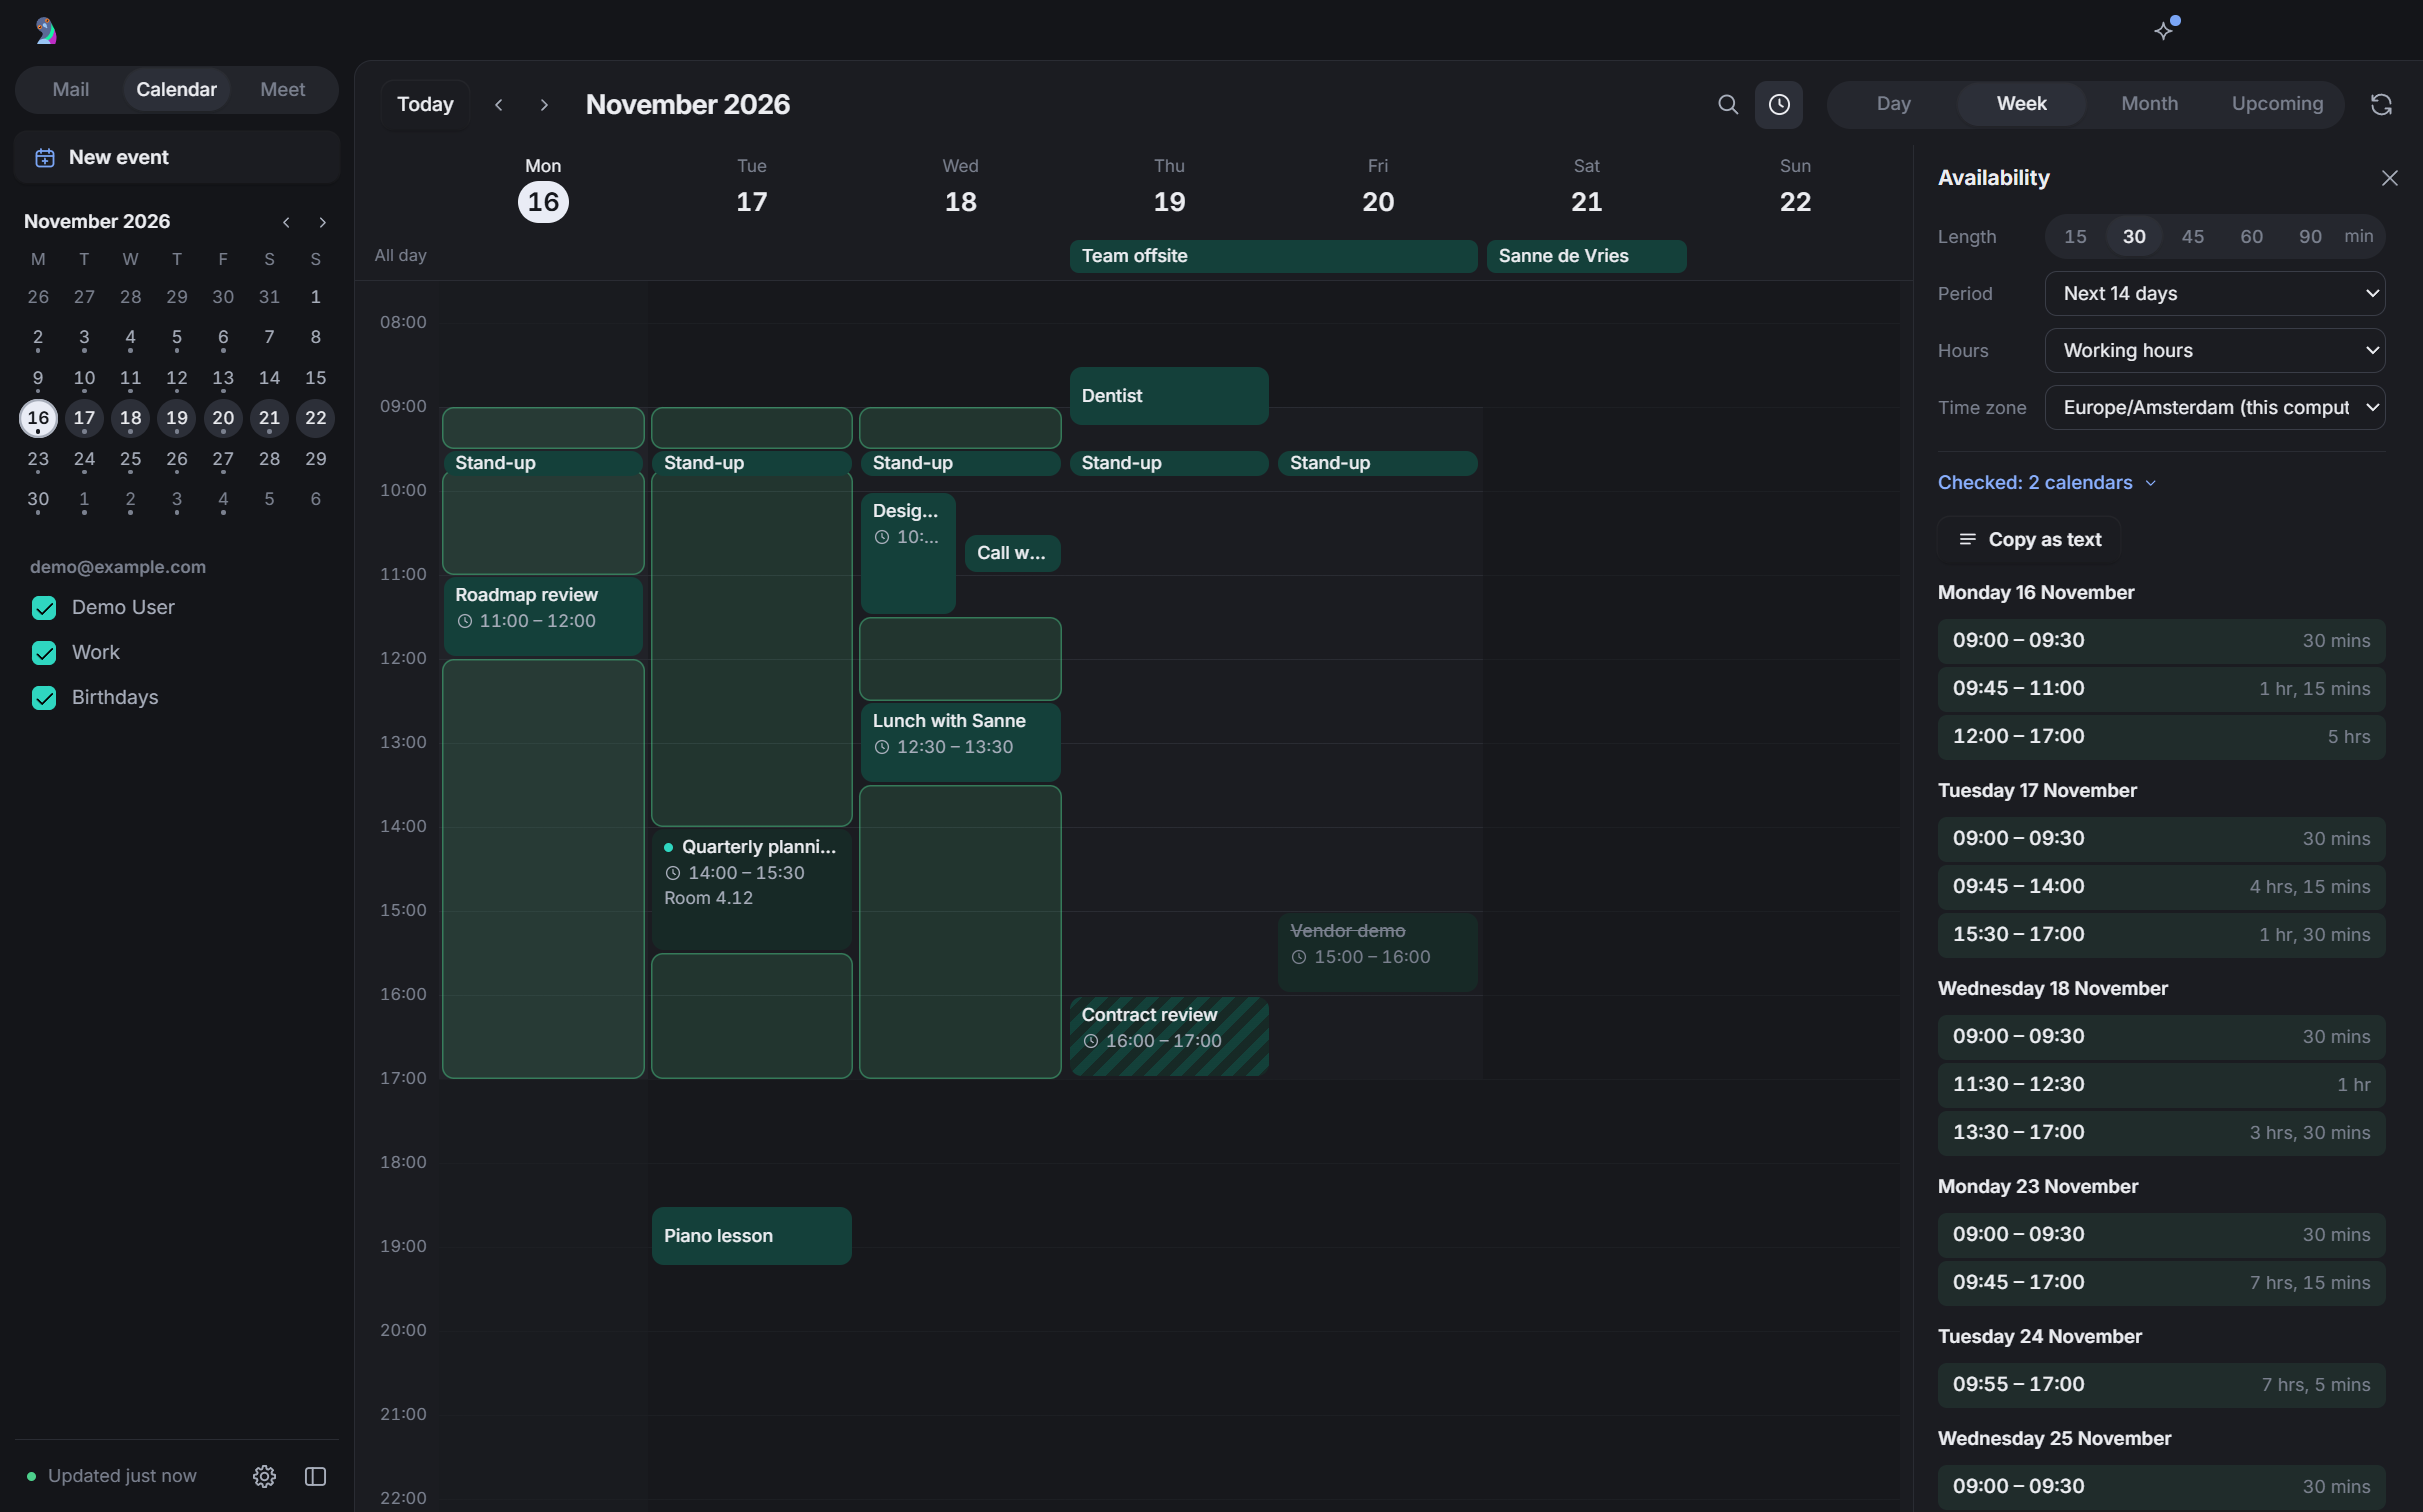 Mail Calendar Meet
New event
November 2026
M T W T F S S
26 27 28 29 30 31 1
2 3 4 5 6 7 8
9 10 11 12 13 14 15
16 17 18 19 20 21 22
23 24 25 26 27 28 29
30 1 2 3 4 5 6
demo@example.com
Demo User
Work
Birthdays
Updated just now
Today November 2026
Day Week Month Upcoming
Mon Tue Wed Thu Fri Sat Sun
16 17 18 19 20 21 22
All day Team offsite Sanne de Vries
08:00
Dentist
09:00
Stand-up Stand-up Stand-up Stand-up Stand-up
10:00
Desig...
10:...
Call w...
11:00
Roadmap review
11:00 – 12:00
12:00
Lunch with Sanne
12:30 – 13:30
13:00
14:00
Quarterly planni...
14:00 – 15:30
Room 4.12
15:00
Vendor demo
15:00 – 16:00
16:00
Contract review
16:00 – 17:00
17:00
18:00
Piano lesson
19:00
20:00
21:00
22:00
Availability
Length 15 30 45 60 90 min
Period Next 14 days
Hours Working hours
Time zone Europe/Amsterdam (this comput
Checked: 2 calendars
Copy as text
Monday 16 November
09:00 – 09:30 30 mins
09:45 – 11:00 1 hr, 15 mins
12:00 – 17:00 5 hrs
Tuesday 17 November
09:00 – 09:30 30 mins
09:45 – 14:00 4 hrs, 15 mins
15:30 – 17:00 1 hr, 30 mins
Wednesday 18 November
09:00 – 09:30 30 mins
11:30 – 12:30 1 hr
13:30 – 17:00 3 hrs, 30 mins
Monday 23 November
09:00 – 09:30 30 mins
09:45 – 17:00 7 hrs, 15 mins
Tuesday 24 November
09:55 – 17:00 7 hrs, 5 mins
Wednesday 25 November
09:00 – 09:30 30 mins